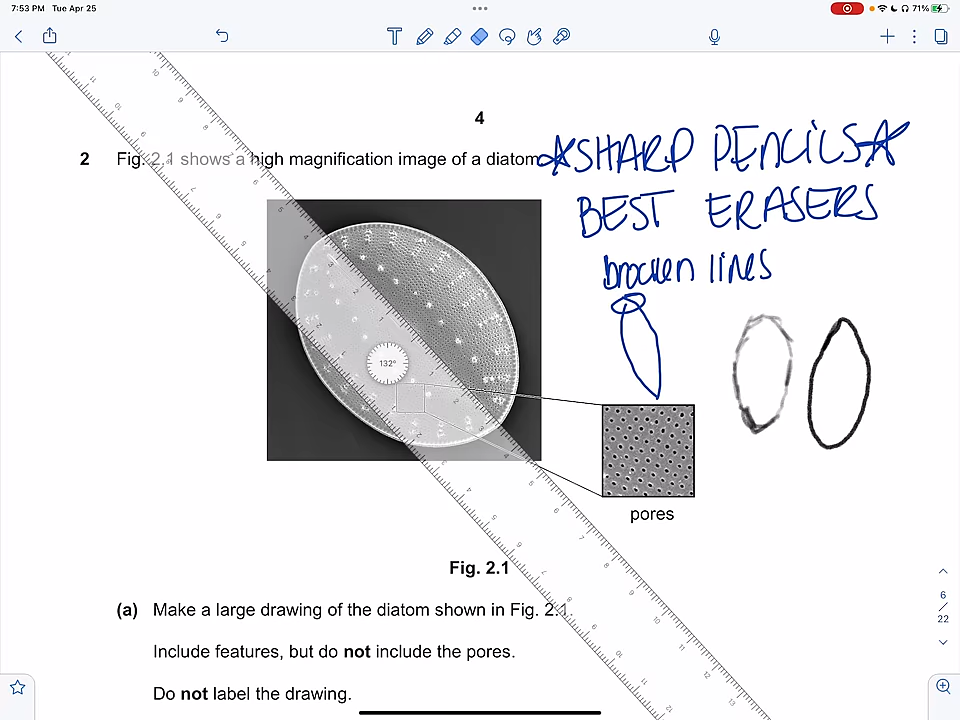 7:53 PM Tue Apr 25
71%
4
2 Fig. 2.1 shows a high magnification image of a diatom
SHARP PENCILS
BEST ERASERS
brocken lines
132°
pores
Fig. 2.1
(a) Make a large drawing of the diatom shown in Fig. 2.1.
Include features, but do not include the pores.
Do not label the drawing.
6
/
22